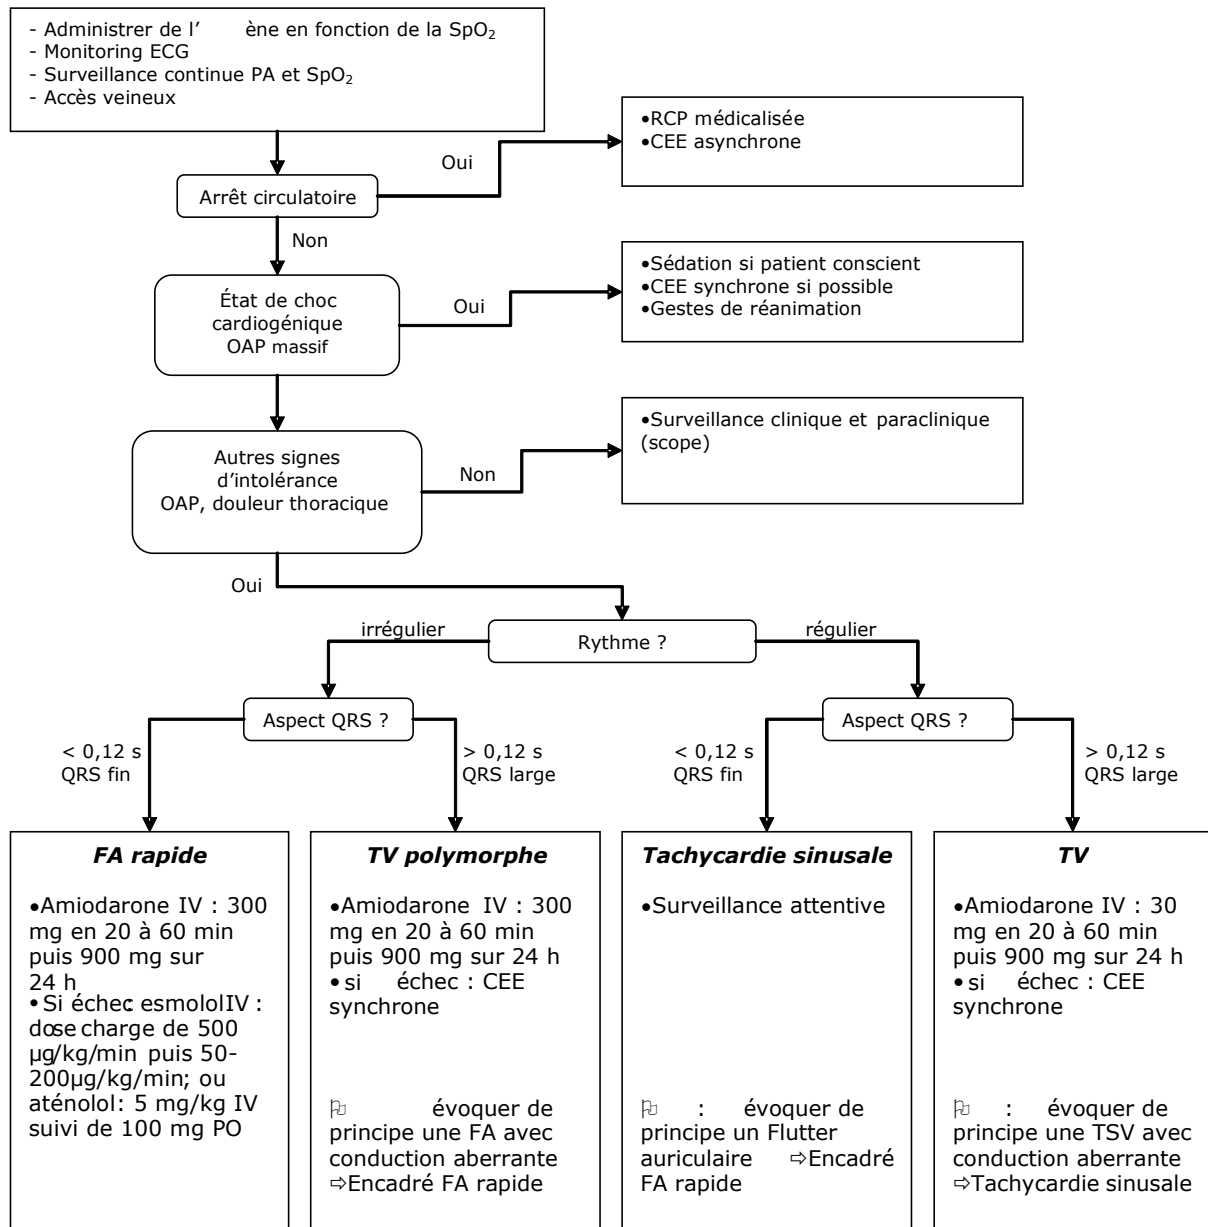 - Administrer de l’ ène en fonction de la SpO₂
- Monitoring ECG
- Surveillance continue PA et SpO₂
- Accès veineux
•RCP médicalisée
•CEE asynchrone
Oui
Arrêt circulatoire
Non
•Sédation si patient conscient
•CEE synchrone si possible
•Gestes de réanimation
État de choc
cardiogénique
OAP massif
Oui
•Surveillance clinique et paraclinique
(scope)
Autres signes
d’intolérance
OAP, douleur thoracique
Non
Oui
irrégulier
Rythme ?
régulier
Aspect QRS ?
Aspect QRS ?
< 0,12 s
QRS fin
> 0,12 s
QRS large
< 0,12 s
QRS fin
> 0,12 s
QRS large
FA rapide
•Amiodarone IV : 300
mg en 20 à 60 min
puis 900 mg sur
24 h
•Si échec: esmolol IV :
dose charge de 500
µg/kg/min puis 50-
200µg/kg/min; ou
aténolol: 5 mg/kg IV
suivi de 100 mg PO
TV polymorphe
•Amiodarone IV : 300
mg en 20 à 60 min
puis 900 mg sur 24 h
•si échec : CEE
synchrone
évoquer de
principe une FA avec
conduction aberrante
⇨Encadré FA rapide
Tachycardie sinusale
•Surveillance attentive
: évoquer de
principe un Flutter
auriculaire ⇨Encadré
FA rapide
TV
•Amiodarone IV : 30
mg en 20 à 60 min
puis 900 mg sur 24 h
•si échec : CEE
synchrone
: évoquer de
principe une TSV avec
conduction aberrante
⇨Tachycardie sinusale